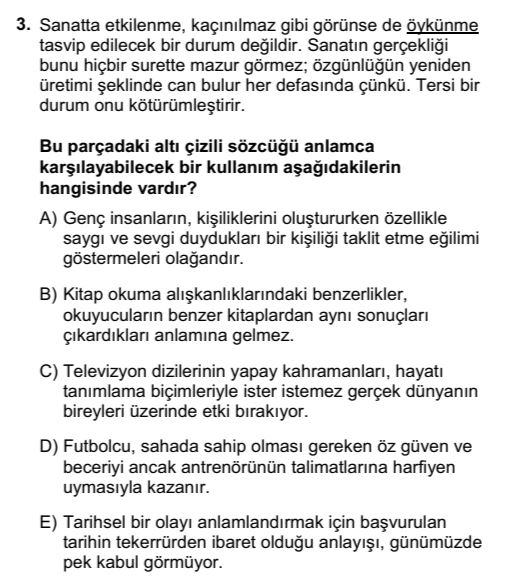 3. Sanatta etkilenme, kaçınılmaz gibi görünse de öykünme
tasvip edilecek bir durum değildir. Sanatın gerçekliği
bunu hiçbir surette mazur görmez; özgünlüğün yeniden
üretimi şeklinde can bulur her defasında çünkü. Tersi bir
durum onu kötürümleştirir.
Bu parçadaki altı çizili sözcüğü anlamca
karşılayabilecek bir kullanım aşağıdakilerin
hangisinde vardır?
A) Genç insanların, kişiliklerini oluştururken özellikle
saygı ve sevgi duydukları bir kişiliği taklit etme eğilimi
göstermeleri olağandır.
B) Kitap okuma alışkanlıklarındaki benzerlikler,
okuyucuların benzer kitaplardan aynı sonuçları
çıkardıkları anlamına gelmez.
C) Televizyon dizilerinin yapay kahramanları, hayatı
tanımlama biçimleriyle ister istemez gerçek dünyanın
bireyleri üzerinde etki bırakıyor.
D) Futbolcu, sahada sahip olması gereken öz güven ve
beceriyi ancak antrenörünün talimatlarına harfiyen
uymasıyla kazanır.
E) Tarihsel bir olayı anlamlandırmak için başvurulan
tarihin tekerrürden ibaret olduğu anlayışı, günümüzde
pek kabul görmüyor.